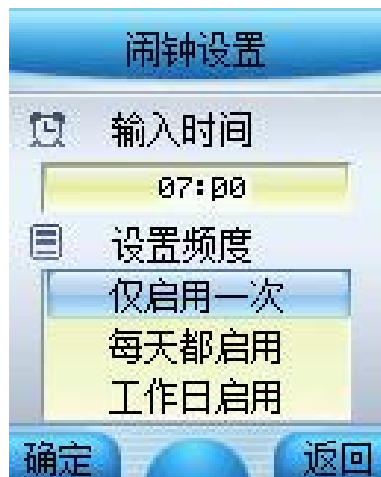 闹钟设置
输入时间
07:00
设置频度
仅启用一次
每天都启用
工作日启用
确定 返回